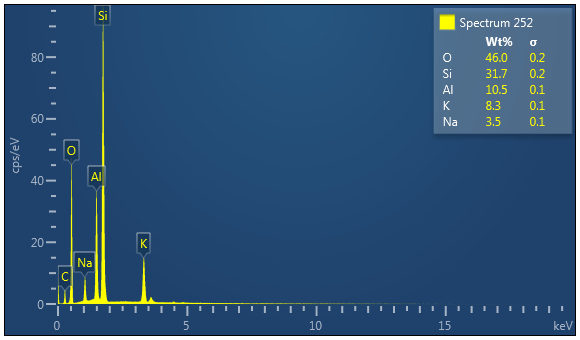 Spectrum 252
Wt% σ
O 46.0 0.2
Si 31.7 0.2
Al 10.5 0.1
K 8.3 0.1
Na 3.5 0.1
Si
80
60
O
cps/eV
Al
40
K
20
Na
C
0
0 5 10 15 keV